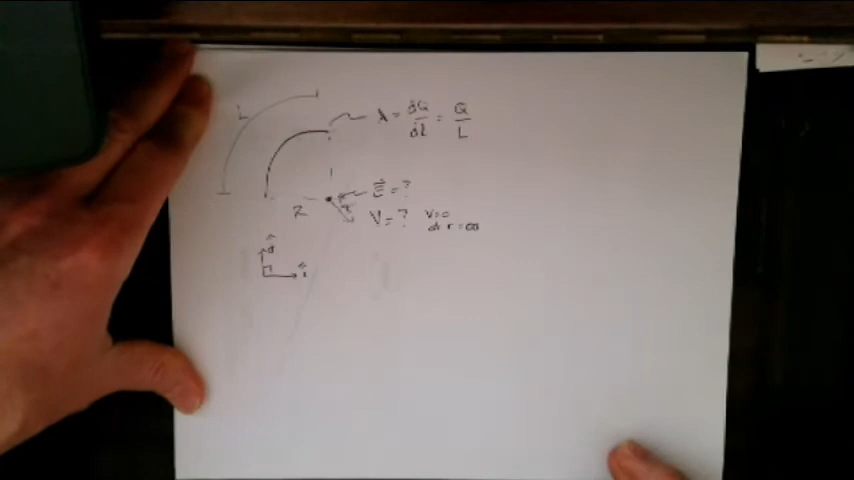 L
λ = dQ/dl = Q/L
E⃗ = ?
R
V = ? V=0
at r = ∞
ĵ
î